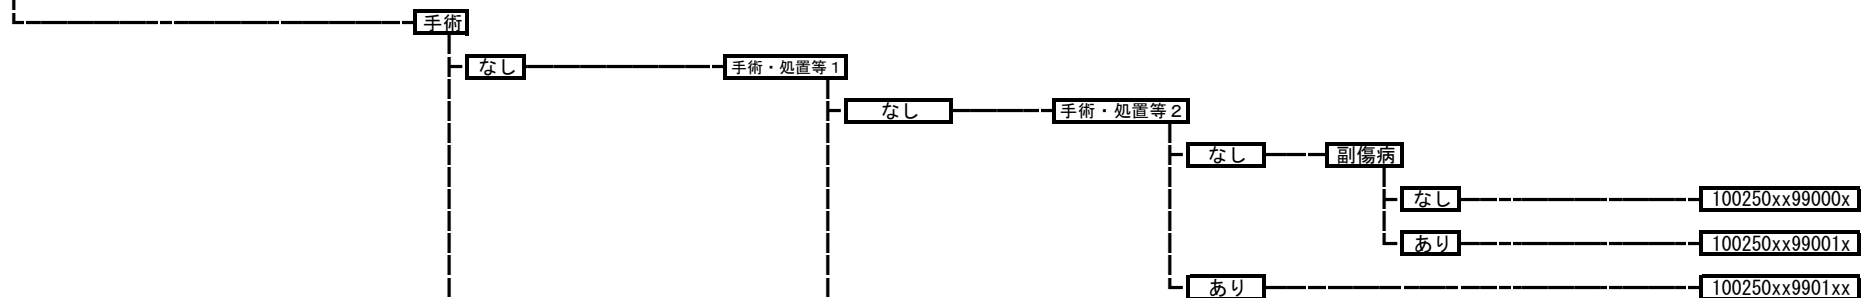 手術
なし 手術・処置等1
なし 手術・処置等2
なし 副傷病
なし 100250xx99000x
あり 100250xx99001x
あり 100250xx9901xx